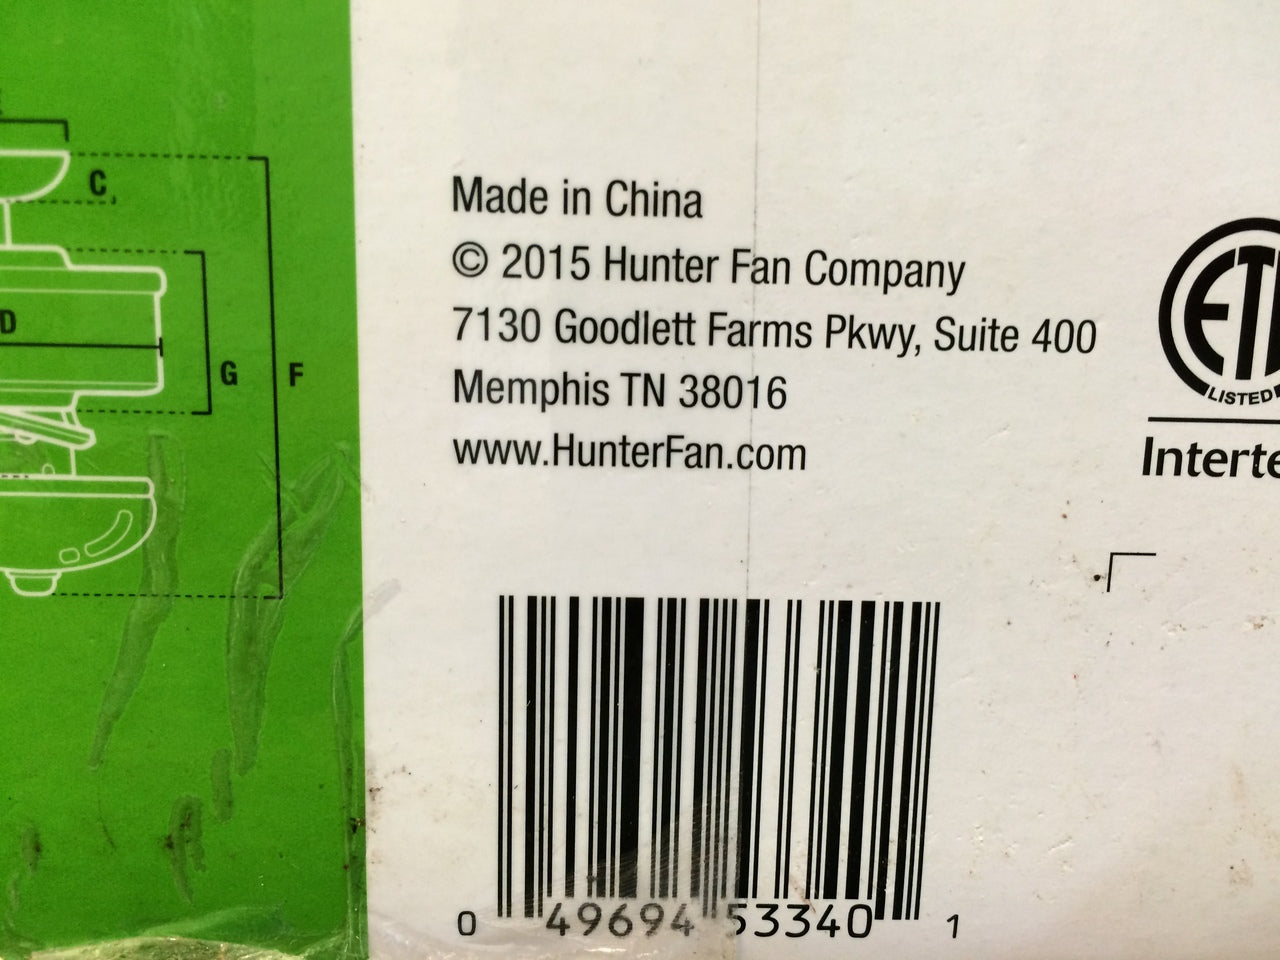 C
D
G
F
Made in China
© 2015 Hunter Fan Company
7130 Goodlett Farms Pkwy, Suite 400
Memphis TN 38016
www.HunterFan.com
LISTED
0 49694 53340 1